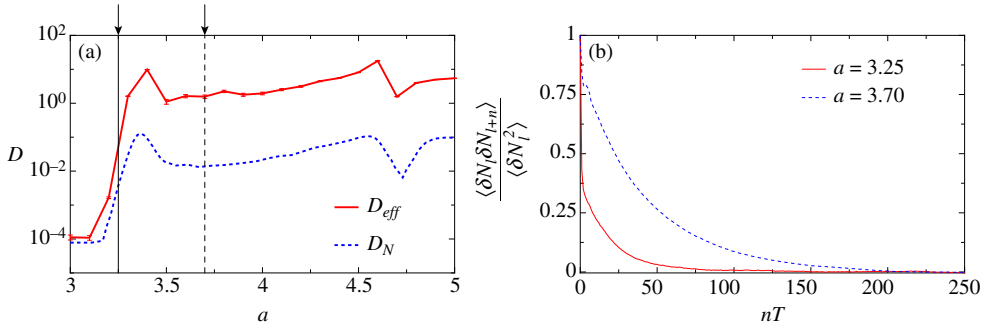 (a)
10²
10⁰
10⁻²
10⁻⁴
D
D_eff
D_N
3 3.5 4 4.5 5
a
(b)
1
0.75
0.5
0.25
0
⟨δN_l δN_{l+n}⟩
⟨δN_l²⟩
a = 3.25
a = 3.70
0 50 100 150 200 250
nT